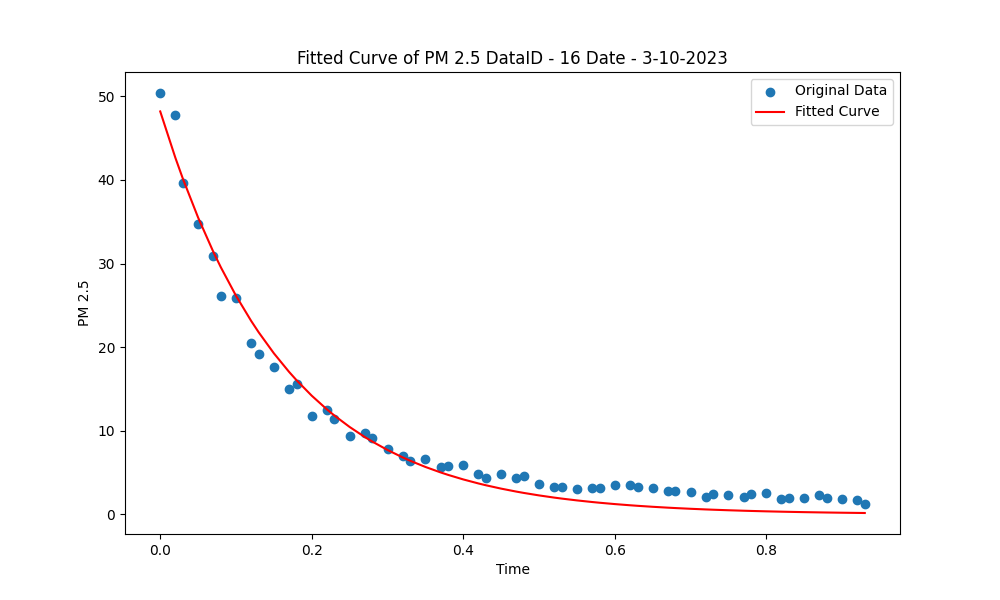 Fitted Curve of PM 2.5 DataID - 16 Date - 3-10-2023
Original Data
Fitted Curve
PM 2.5
50
40
30
20
10
0
0.0 0.2 0.4 0.6 0.8
Time